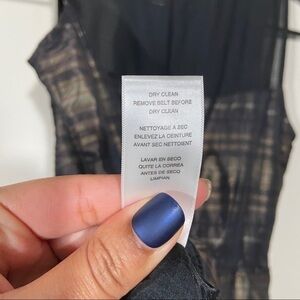 DRY CLEAN
REMOVE BELT BEFORE
DRY CLEAN
NETTOYAGE A SEC
ENLEVEZ LA CEINTURE
AVANT SEC NETTOIENT
LAVAR EN SECO
QUITE LA CORREA
ANTES DE SECO
LIMPIAN